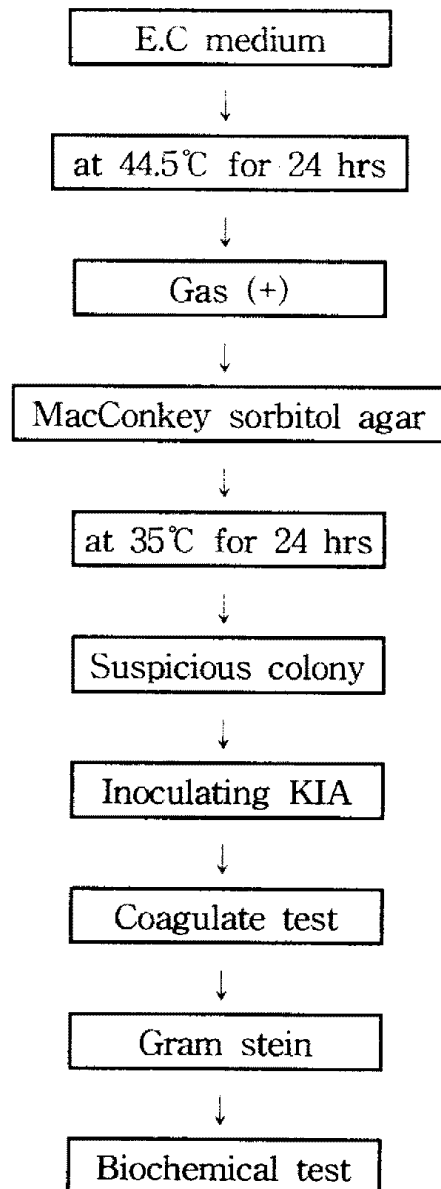 E.C medium
↓
at 44.5℃ for 24 hrs
↓
Gas (+)
↓
MacConkey sorbitol agar
↓
at 35℃ for 24 hrs
↓
Suspicious colony
↓
Inoculating KIA
↓
Coagulate test
↓
Gram stein
↓
Biochemical test